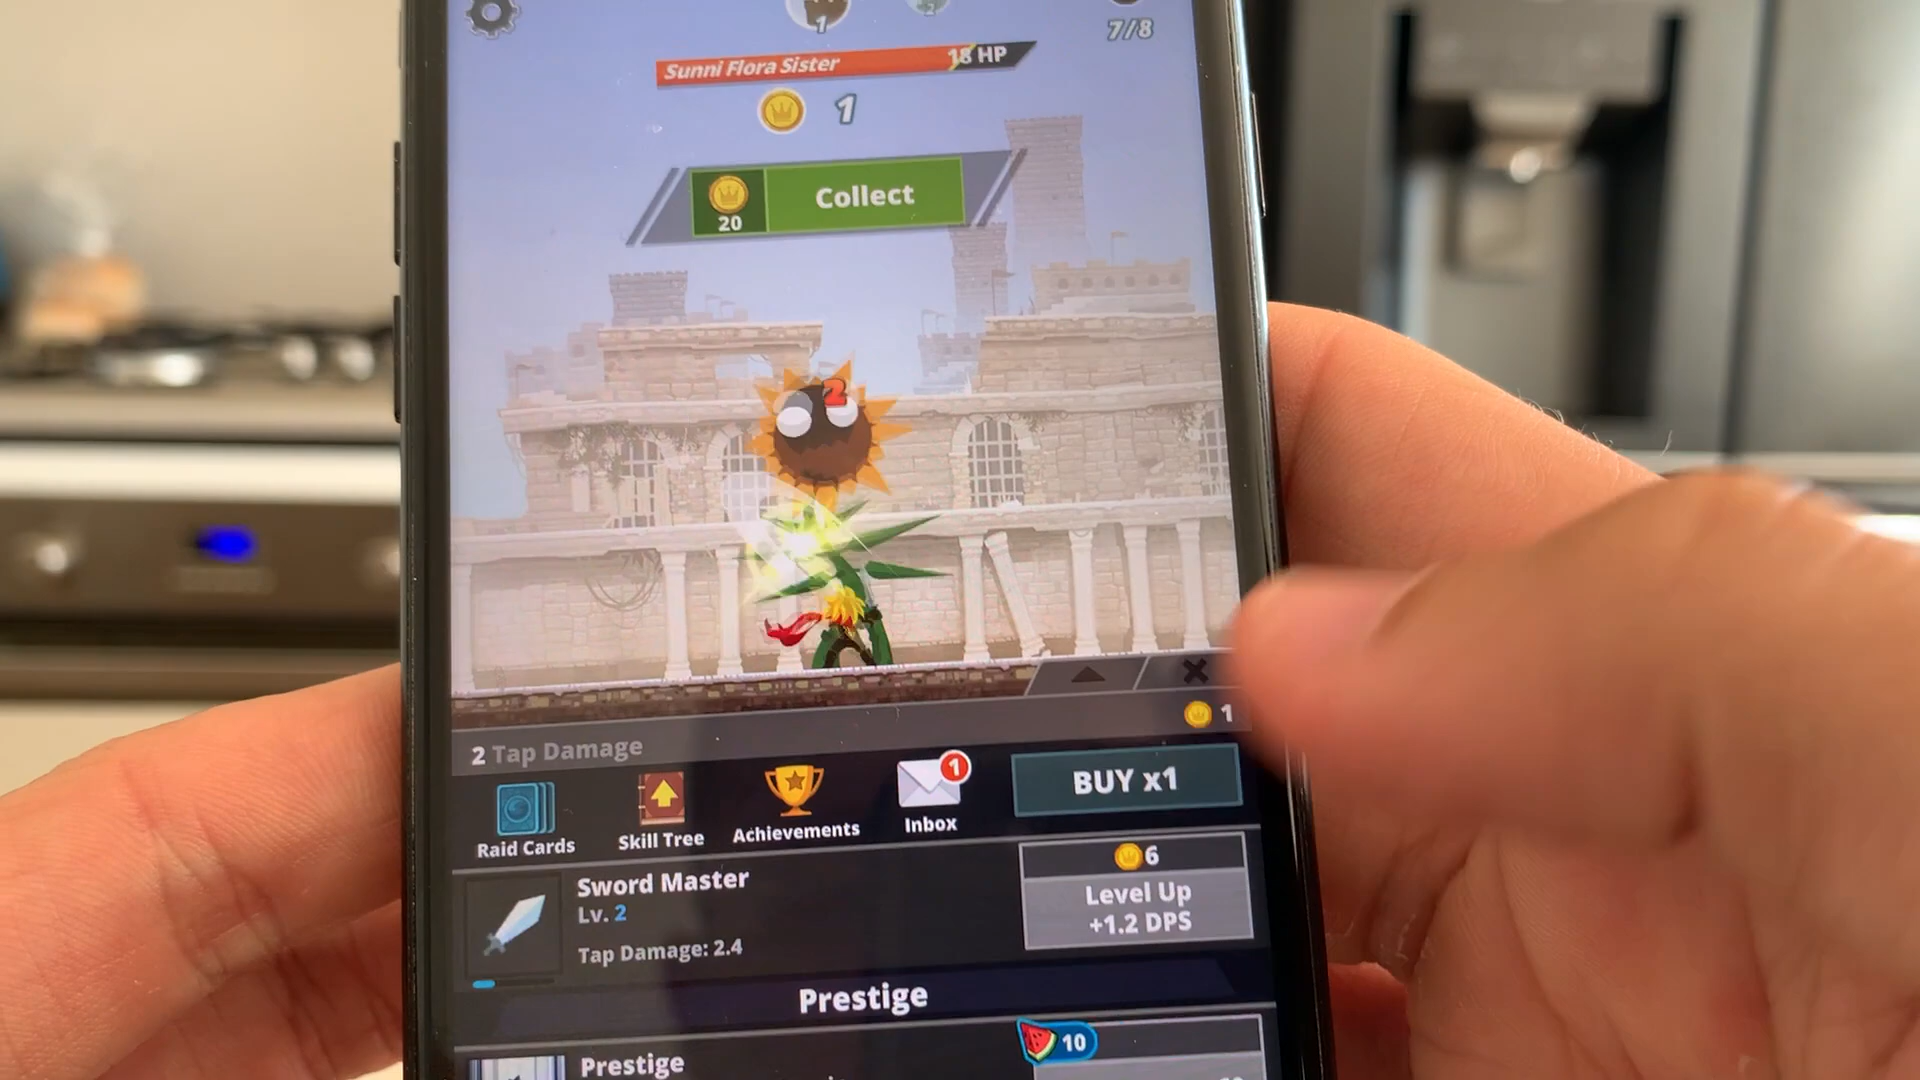 1
2
7/8
Sunni Flora Sister
18 HP
1
20
Collect
2
2 Tap Damage
1
Raid Cards
Skill Tree
Achievements
1
Inbox
BUY x1
Sword Master
Lv. 2
Tap Damage: 2.4
6
Level Up
+1.2 DPS
Prestige
Prestige
10